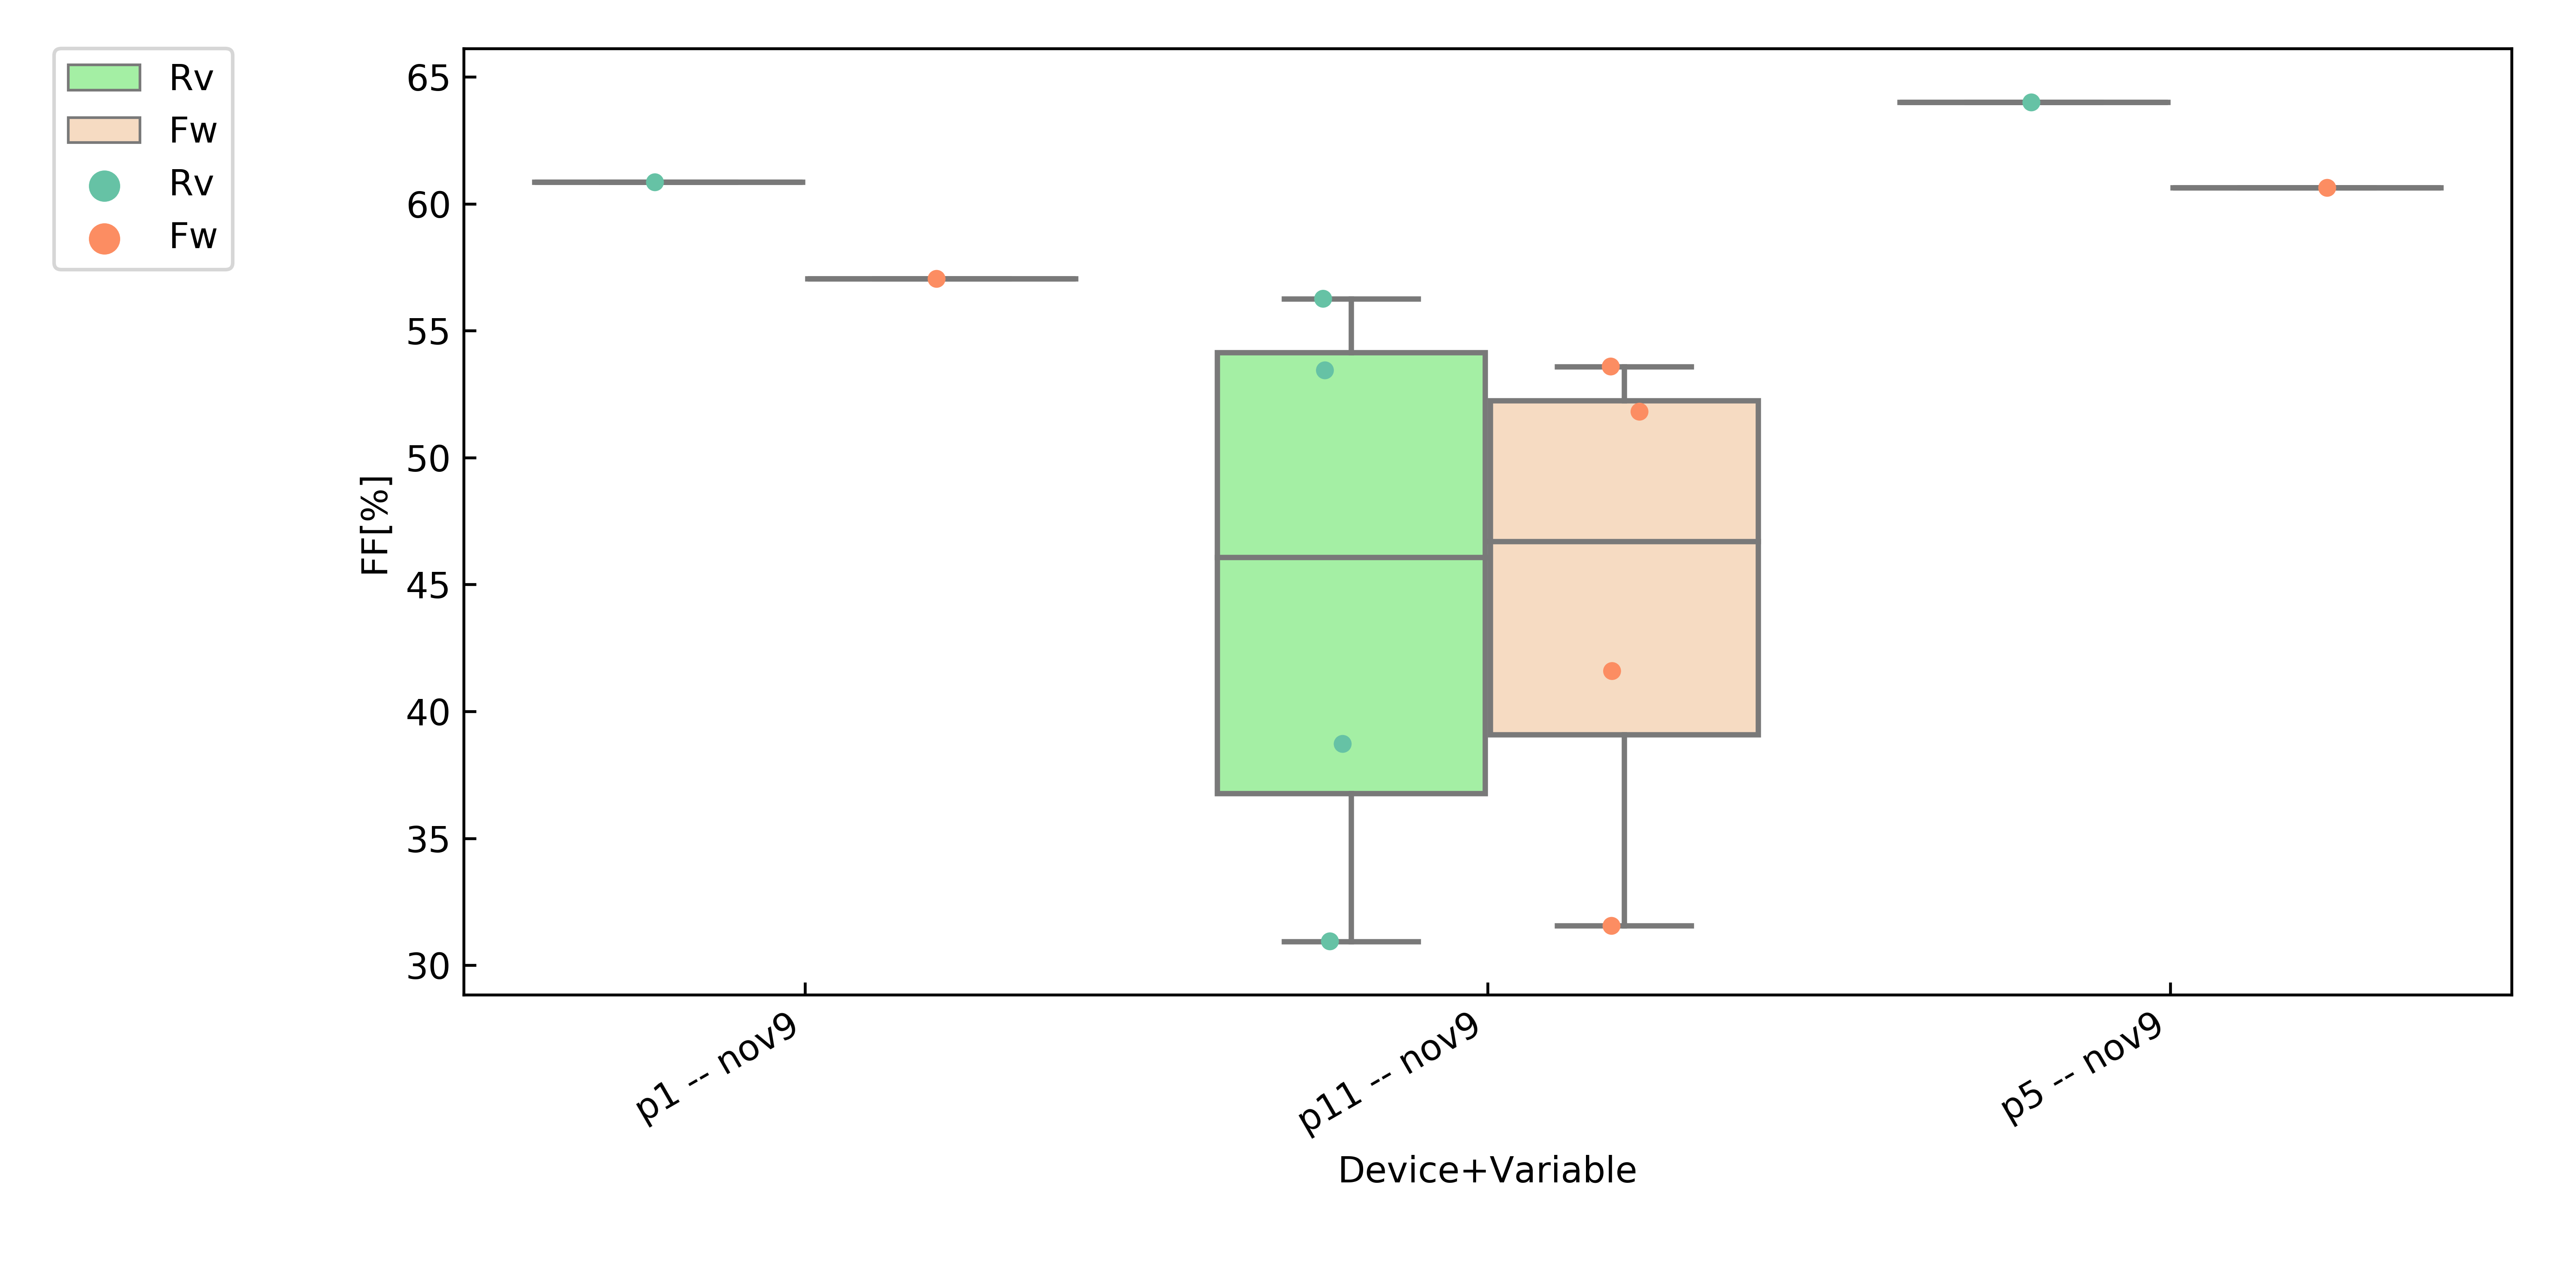 Rv
Fw
Rv
Fw
65
60
55
50
45
40
35
30
FF[%]
p1 -- nov9
p11 -- nov9
p5 -- nov9
Device+Variable